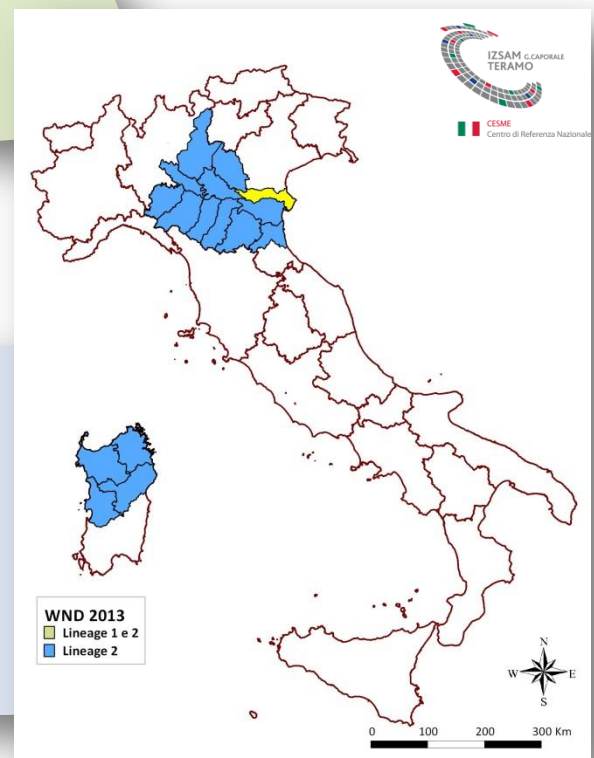 IZSAM G.CAPORALE
TERAMO
CESME
Centro di Referenza Nazionale
WND 2013
Lineage 1 e 2
Lineage 2
N
W
E
S
0 100 200 300 Km